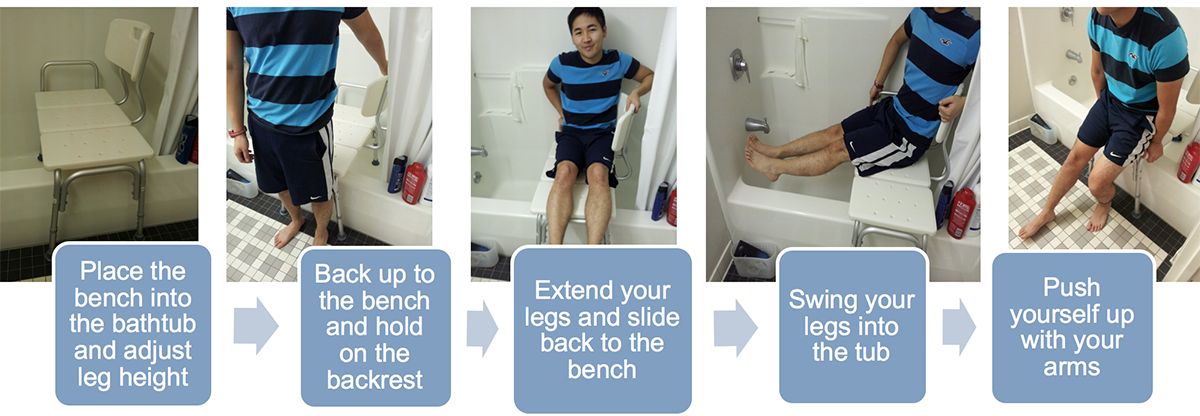 Place the
bench into
the bathtub
and adjust
leg height
Back up to
the bench
and hold
on the
backrest
Extend your
legs and slide
back to the
bench
Swing your
legs into
the tub
Push
yourself up
with your
arms